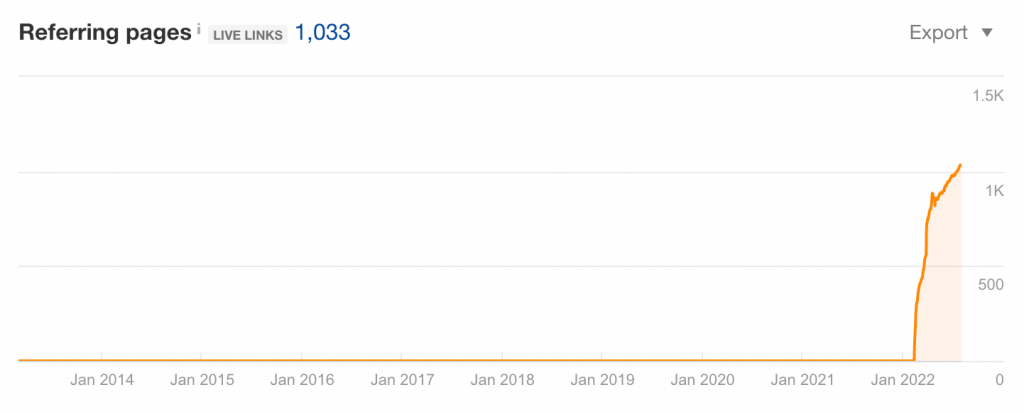 Referring pages i LIVE LINKS 1,033 Export ▼
1.5K
1K
500
Jan 2014 Jan 2015 Jan 2016 Jan 2017 Jan 2018 Jan 2019 Jan 2020 Jan 2021 Jan 2022 0